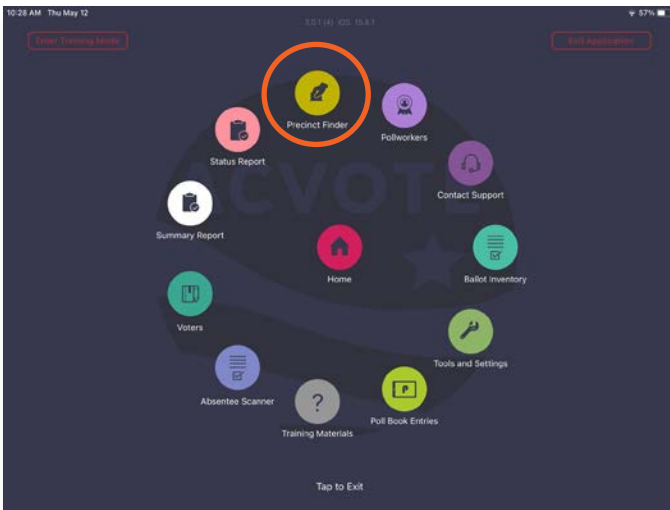 10:28 AM Thu May 12
57%
Enter Training Mode
Exit Application
Precinct Finder
Pollworkers
Status Report
Contact Support
ACVOTE
Summary Report
Home
Ballot Inventory
Voters
Tools and Settings
P
Absentee Scanner
?
Poll Book Entries
Training Materials
Tap to Exit